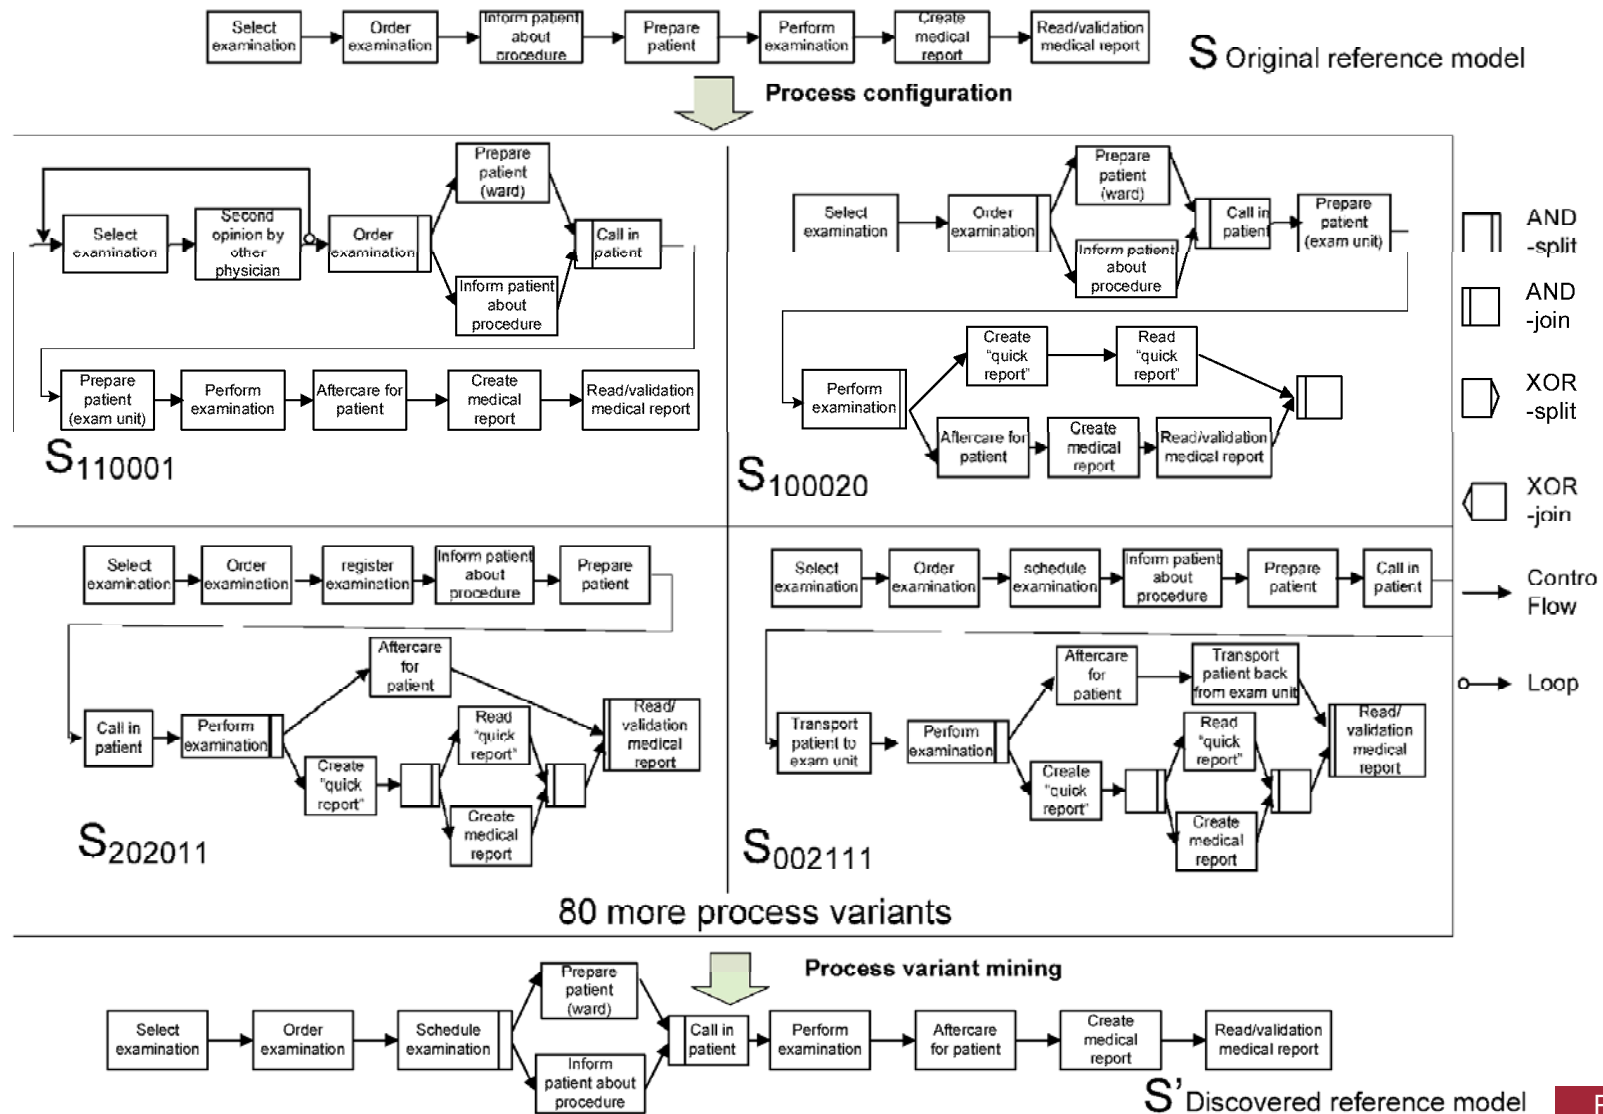 Select
examination
Order
examination
Inform patient
about
procedure
Prepare
patient
Perform
examination
Create
medical
report
Read/validation
medical report
S Original reference model
Process configuration
Select
examination
Second
opinion by
other
physician
Order
examination
Prepare
patient
(ward)
Inform patient
about
procedure
Call in
patient
Prepare
patient
(exam unit)
Perform
examination
Aftercare for
patient
Create
medical
report
Read/validation
medical report
S110001
Select
examination
Order
examination
Prepare
patient
(ward)
Inform patient
about
procedure
Call in
patient
Prepare
patient
(exam unit)
Perform
examination
Create
“quick
report”
Read
“quick
report”
Aftercare for
patient
Create
medical
report
Read/validation
medical report
S100020
AND
-split
AND
-join
XOR
-split
XOR
-join
Contro
Flow
Loop
Select
examination
Order
examination
register
examination
Inform patient
about
procedure
Prepare
patient
Call in
patient
Perform
examination
Aftercare
for
patient
Create
“quick
report”
Read
“quick
report”
Create
medical
report
Read/
validation
medical
report
S202011
Select
examination
Order
examination
schedule
examination
Inform patient
about
procedure
Prepare
patient
Call in
patient
Transport
patient to
exam unit
Perform
examination
Aftercare
for
patient
Transport
patient back
from exam unit
Create
“quick
report”
Read
“quick
report”
Create
medical
report
Read/
validation
medical
report
S002111
80 more process variants
Process variant mining
Select
examination
Order
examination
Schedule
examination
Prepare
patient
(ward)
Inform
patient about
procedure
Call in
patient
Perform
examination
Aftercare
for patient
Create
medical
report
Read/validation
medical report
S’ Discovered reference model